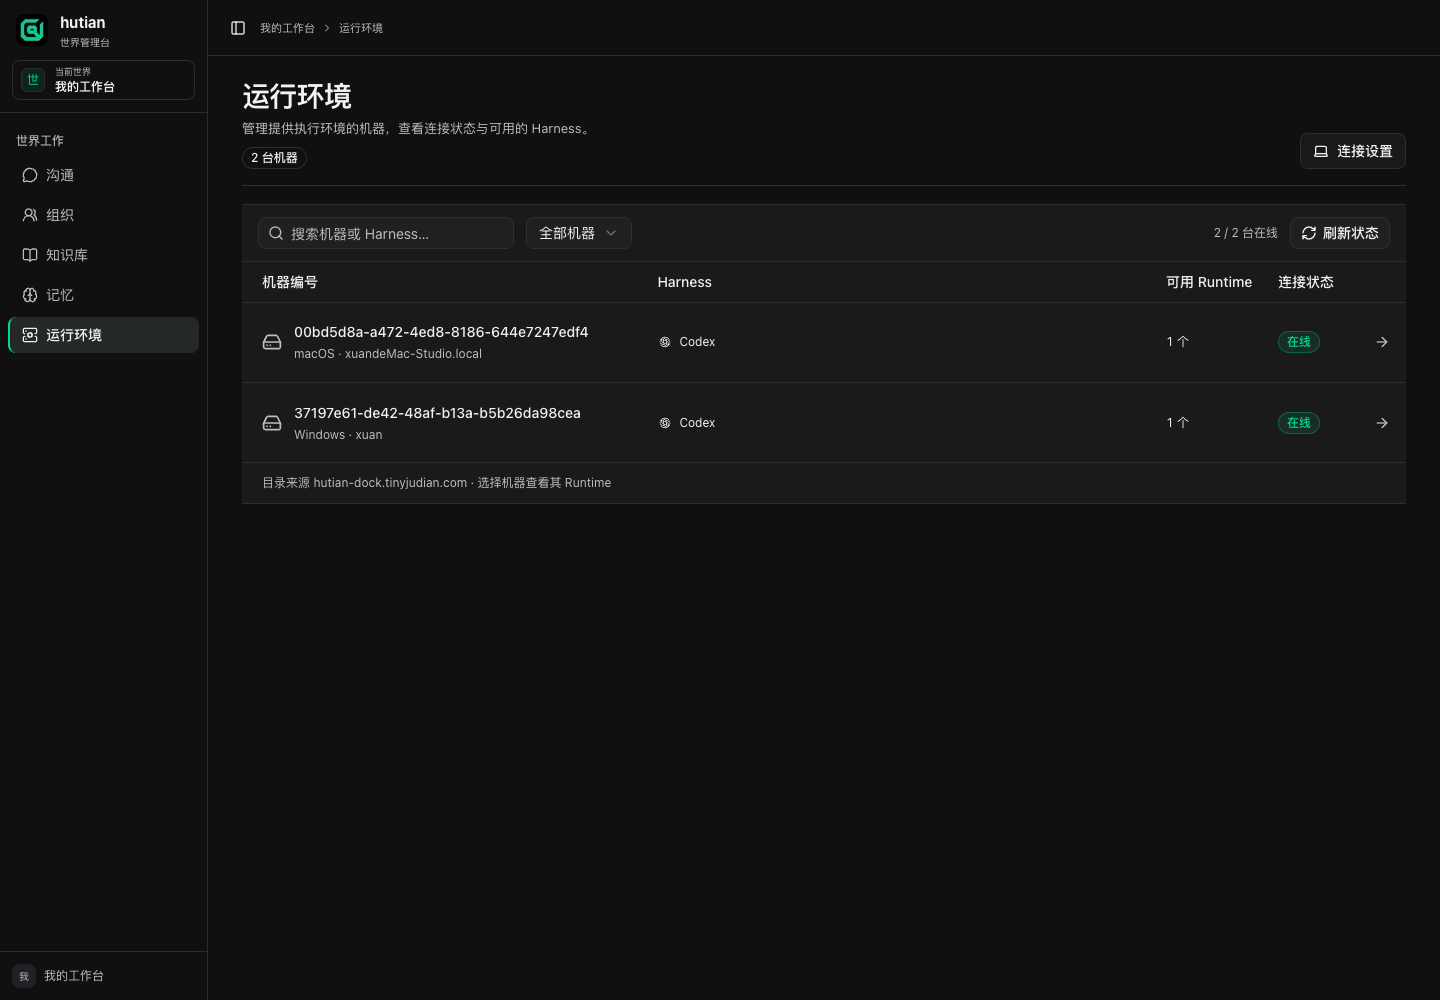 hutian
世界管理台
世
当前世界
我的工作台
世界工作
沟通
组织
知识库
记忆
运行环境
我
我的工作台
我的工作台 > 运行环境
运行环境
管理提供执行环境的机器，查看连接状态与可用的 Harness。
2 台机器
连接设置
搜索机器或 Harness...
全部机器
2 / 2 台在线
刷新状态
机器编号 Harness 可用 Runtime 连接状态
00bd5d8a-a472-4ed8-8186-644e7247edf4
macOS · xuandeMac-Studio.local
Codex
1 个
在线
37197e61-de42-48af-b13a-b5b26da98cea
Windows · xuan
Codex
1 个
在线
目录来源 hutian-dock.tinyjudian.com · 选择机器查看其 Runtime